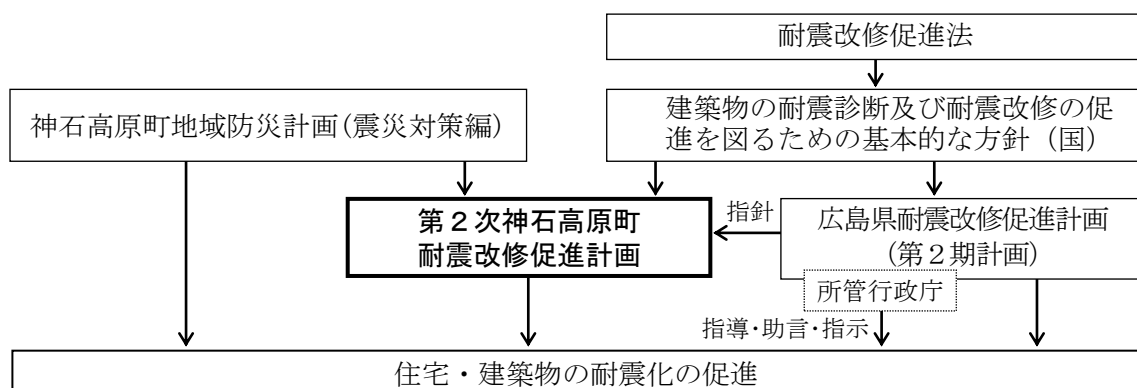 耐震改修促進法
神石高原町地域防災計画(震災対策編)
建築物の耐震診断及び耐震改修の促
進を図るための基本的な方針（国）
第２次神石高原町
耐震改修促進計画
指針
広島県耐震改修促進計画
(第２期計画)
所管行政庁
指導・助言・指示
住宅・建築物の耐震化の促進